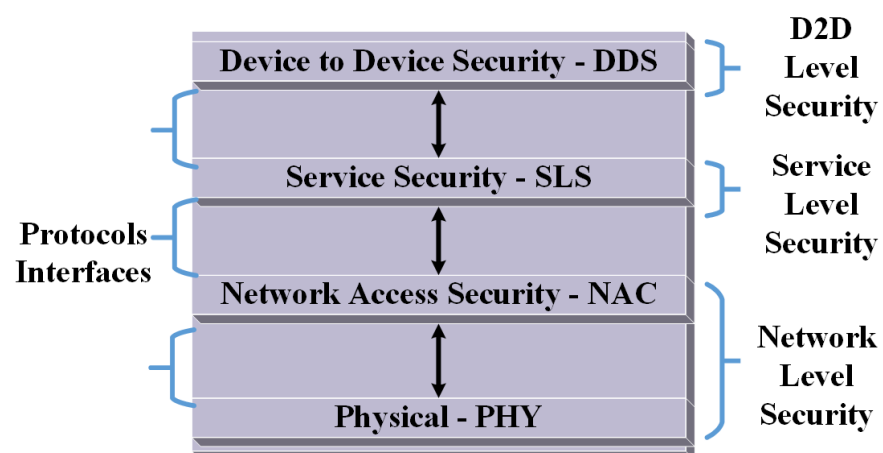 Device to Device Security - DDS
D2D
Level
Security
Service Security - SLS
Service
Level
Security
Protocols
Interfaces
Network Access Security - NAC
Network
Level
Security
Physical - PHY